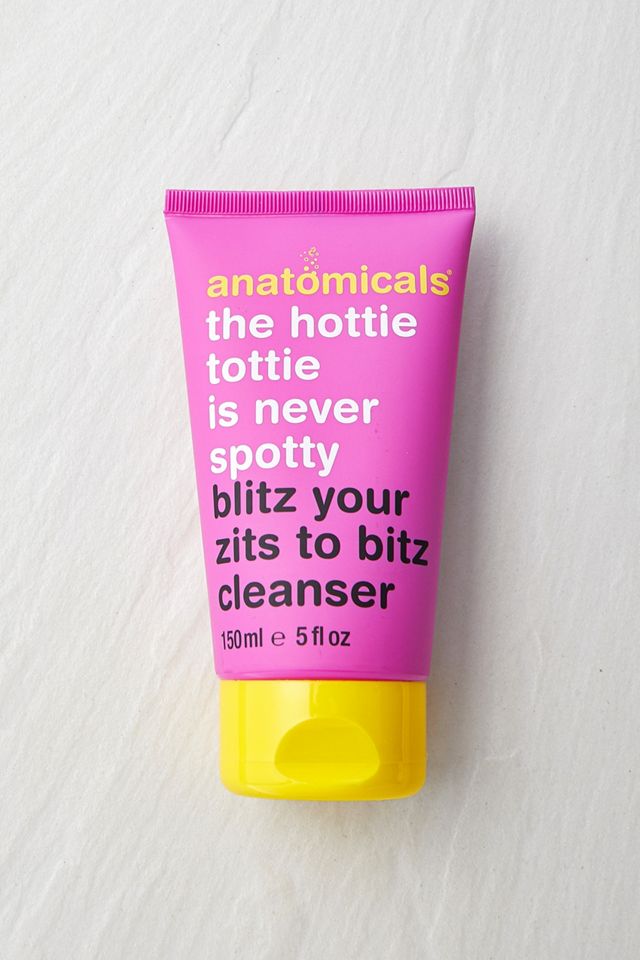 anatomicals®
the hottie
tottie
is never
spotty
blitz your
zits to bitz
cleanser
150ml ℮ 5 fl oz